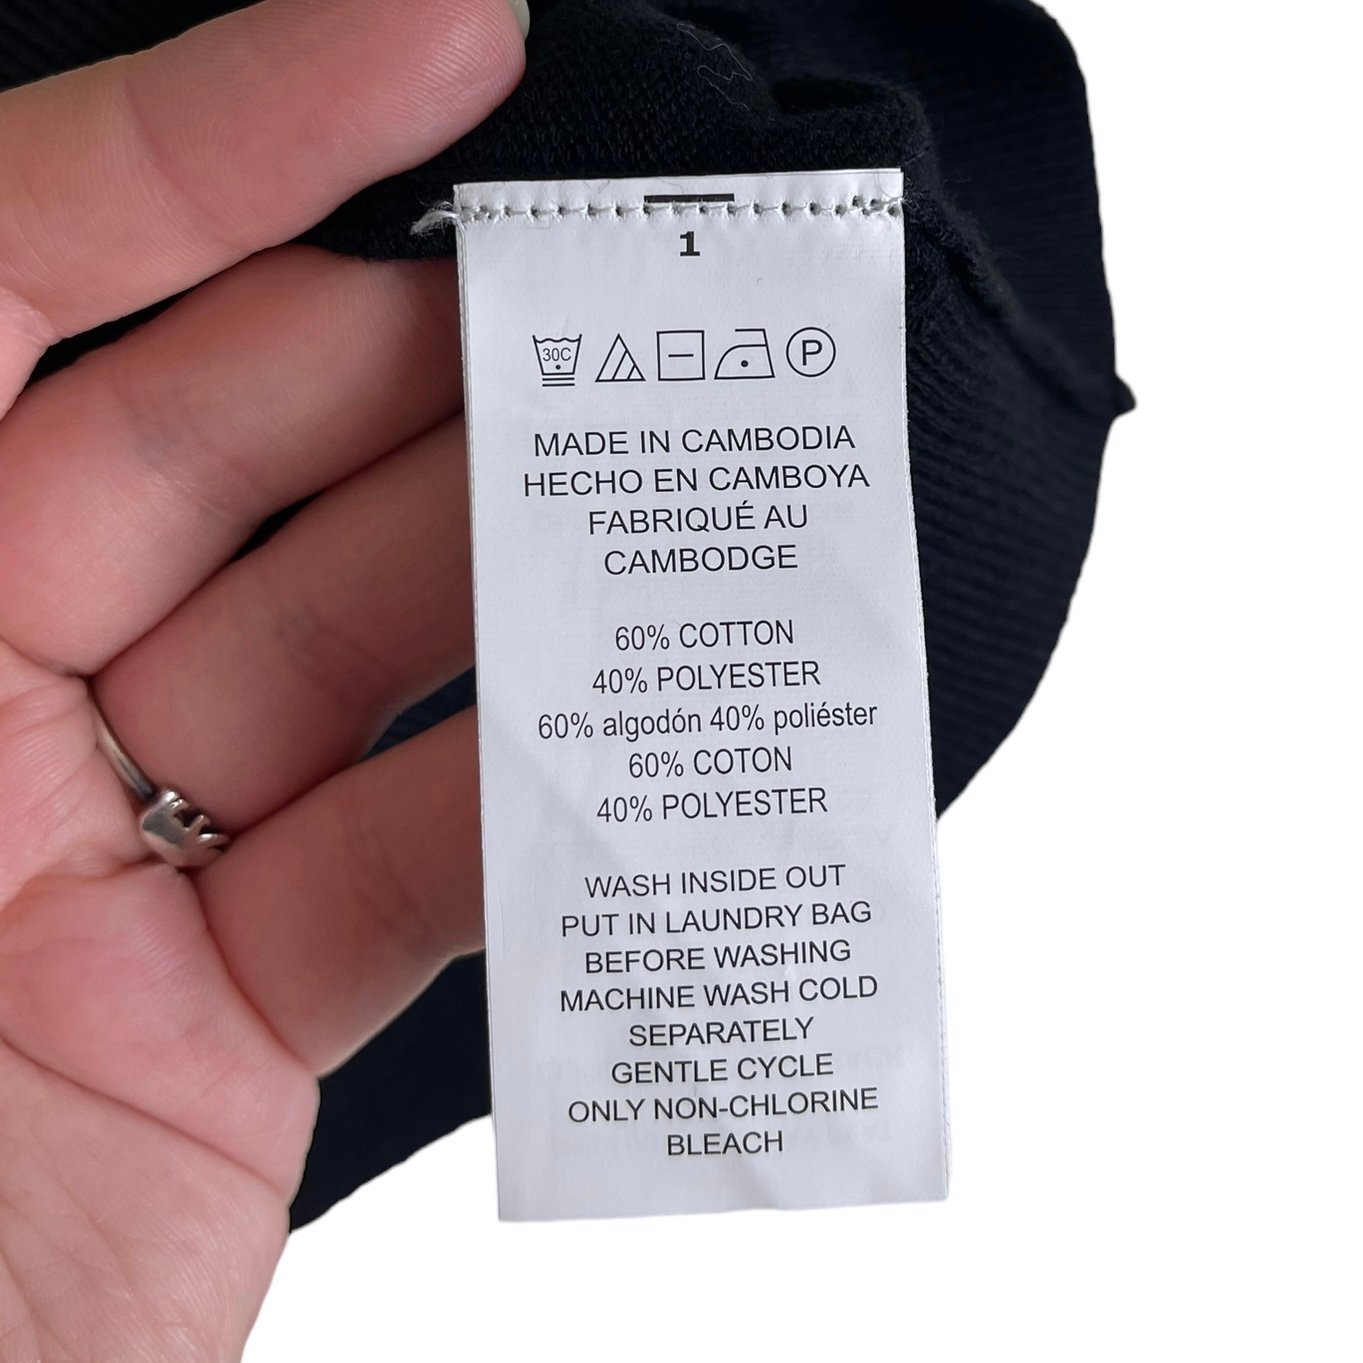 1
30C
P
MADE IN CAMBODIA
HECHO EN CAMBOYA
FABRIQUÉ AU
CAMBODGE
60% COTTON
40% POLYESTER
60% algodón 40% poliéster
60% COTON
40% POLYESTER
WASH INSIDE OUT
PUT IN LAUNDRY BAG
BEFORE WASHING
MACHINE WASH COLD
SEPARATELY
GENTLE CYCLE
ONLY NON-CHLORINE
BLEACH